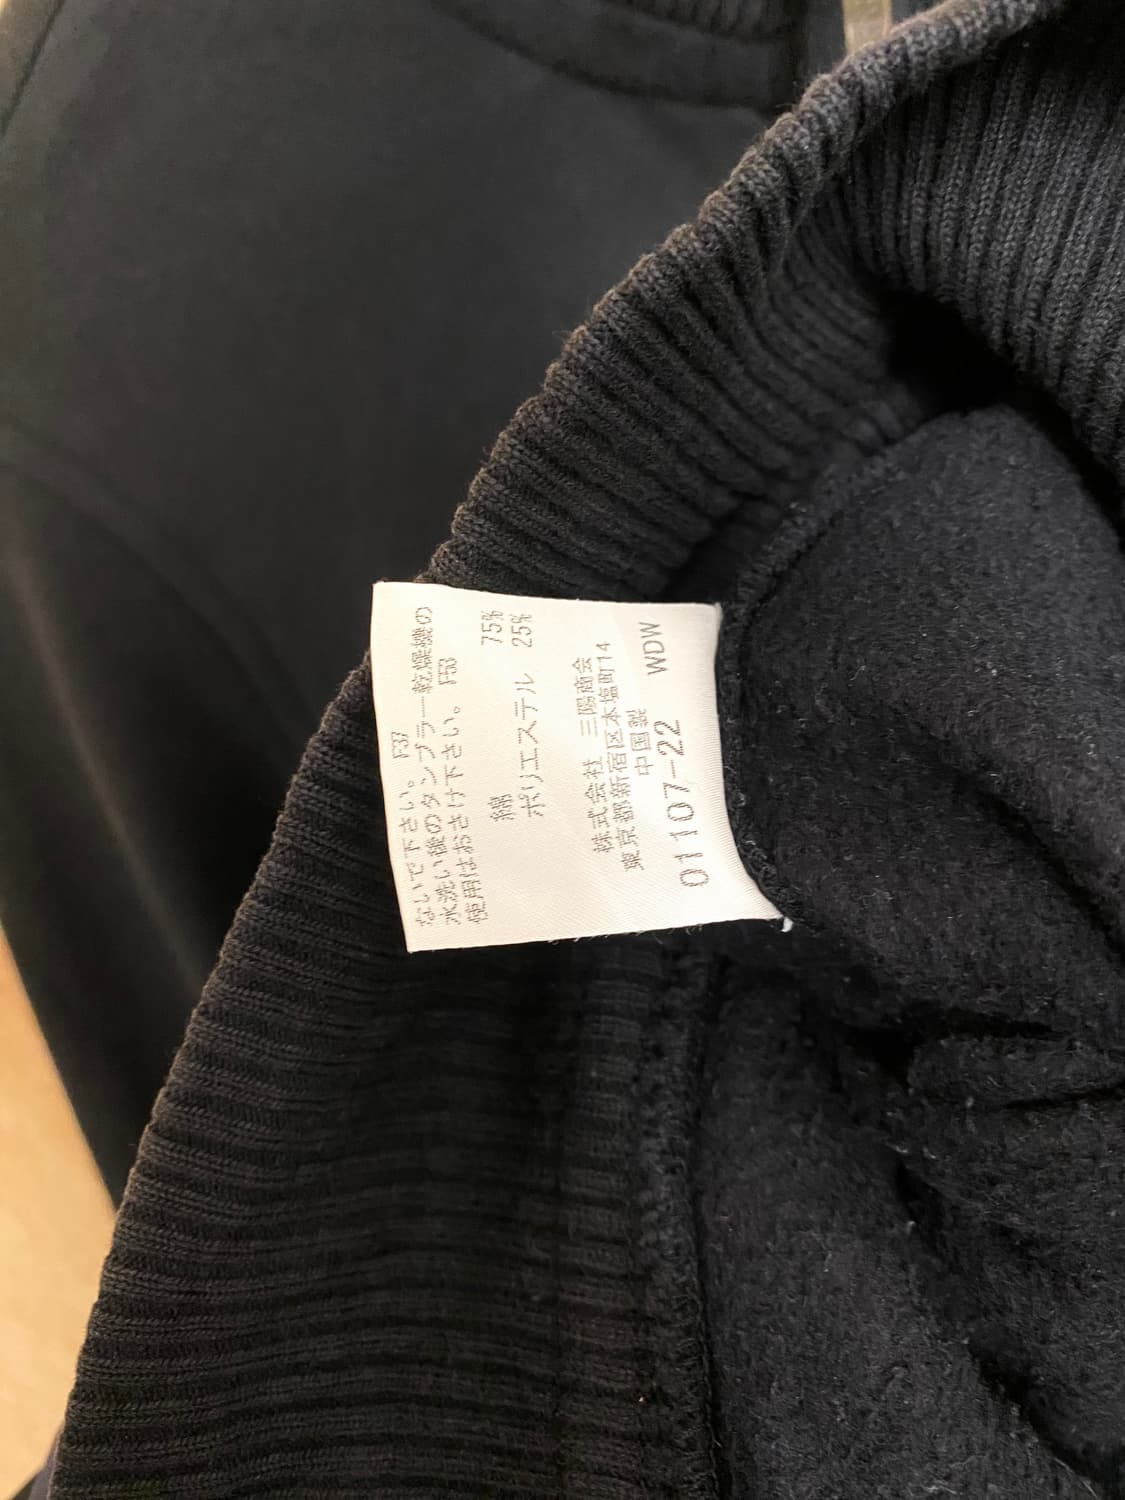 ないで下さい。 F53
水洗い後のタンブラー乾燥機の
使用はおさけ下さい。 F83
綿 75%
ポリエステル 25%
株式会社 三陽商会
東京都新宿区本塩町14
中国製 WDW
01107-22